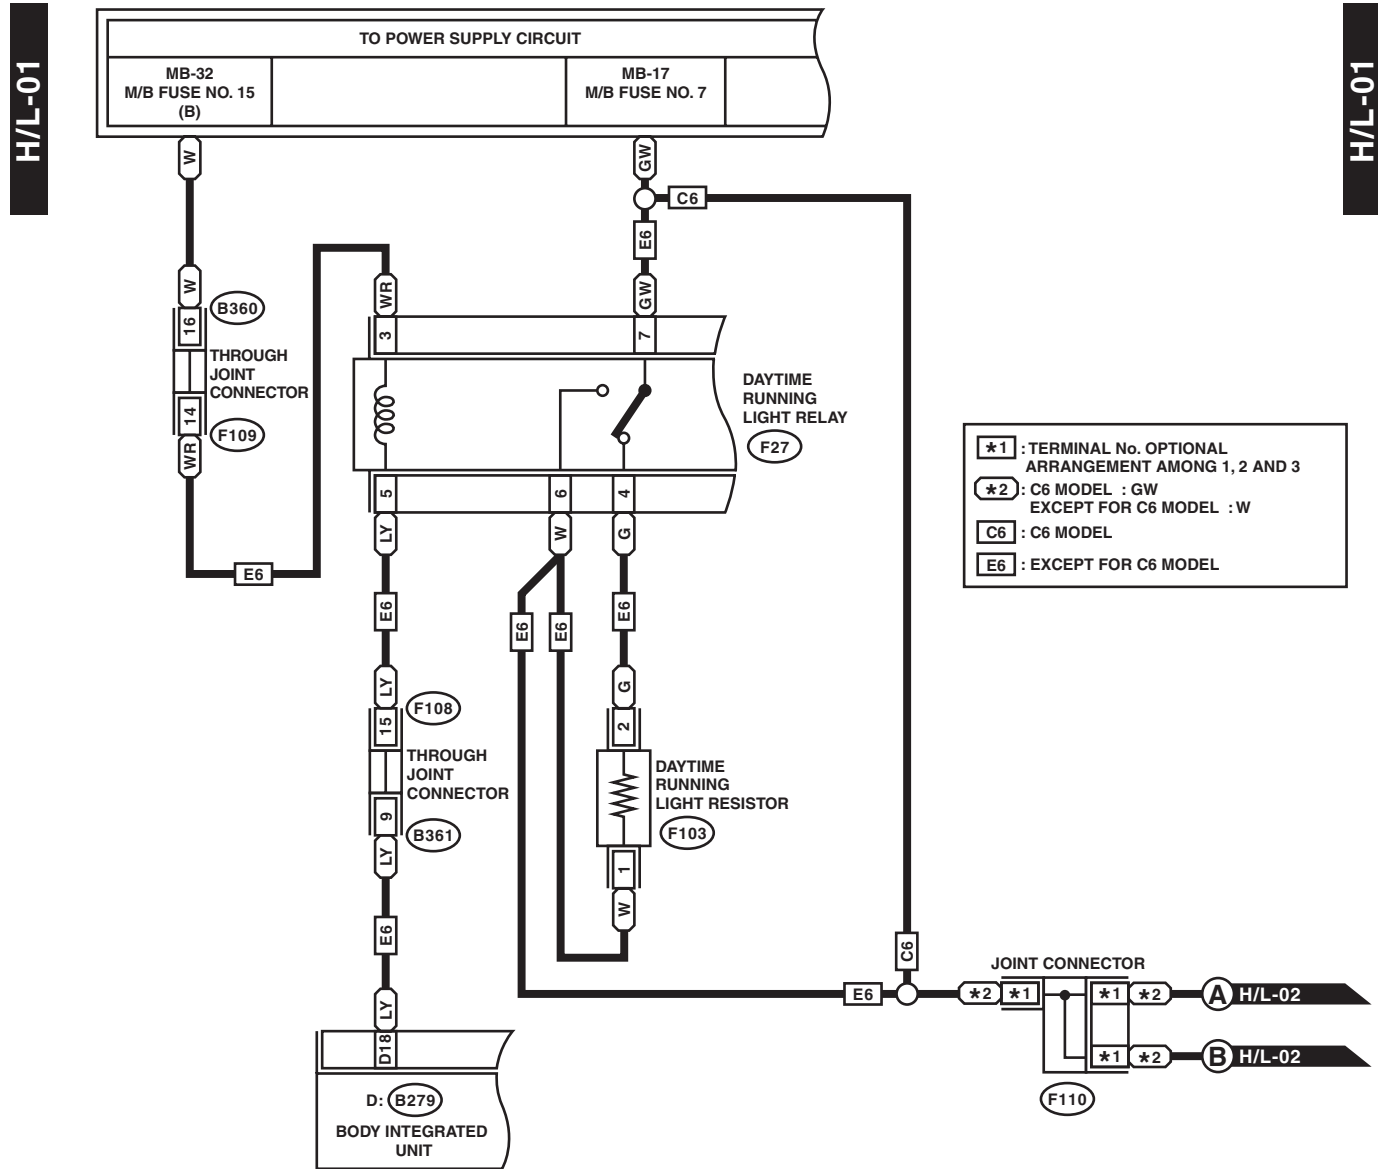 H/L-01
H/L-01
TO POWER SUPPLY CIRCUIT
MB-32
M/B FUSE NO. 15
(B)
MB-17
M/B FUSE NO. 7
W
GW
C6
E6
W
B360
16
THROUGH
JOINT
CONNECTOR
14
F109
WR
E6
WR
GW
3
7
DAYTIME
RUNNING
LIGHT RELAY
F27
5
6
4
LY
W
G
*1 : TERMINAL No. OPTIONAL
ARRANGEMENT AMONG 1, 2 AND 3
*2 : C6 MODEL : GW
EXCEPT FOR C6 MODEL : W
C6 : C6 MODEL
E6 : EXCEPT FOR C6 MODEL
E6
E6
E6
E6
LY
G
F108
15
2
THROUGH
JOINT
CONNECTOR
DAYTIME
RUNNING
LIGHT RESISTOR
F103
9
B361
1
LY
W
E6
C6
JOINT CONNECTOR
E6
*2
*1
*1
*2
A
H/L-02
*1
*2
B
H/L-02
F110
LY
D18
D: B279
BODY INTEGRATED
UNIT